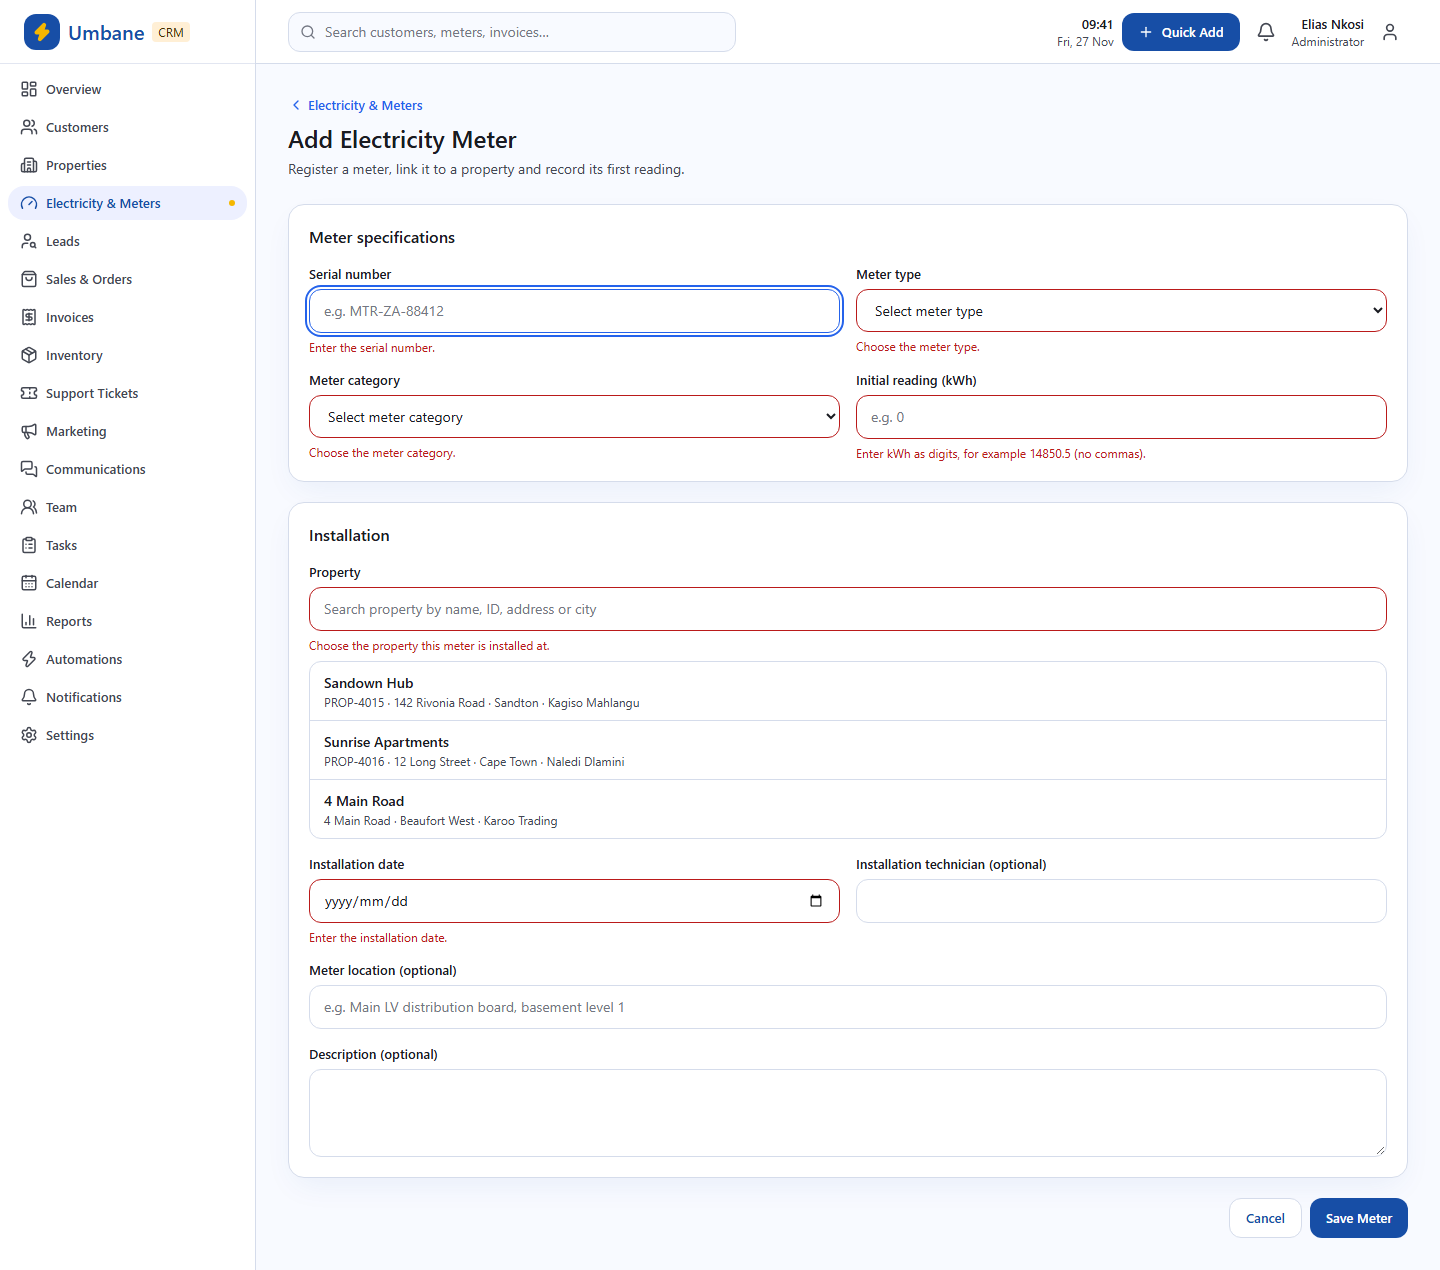 Umbane CRM
Search customers, meters, invoices...
09:41
Fri, 27 Nov
Quick Add
Elias Nkosi
Administrator
Overview
Customers
Properties
Electricity & Meters
Leads
Sales & Orders
Invoices
Inventory
Support Tickets
Marketing
Communications
Team
Tasks
Calendar
Reports
Automations
Notifications
Settings
Electricity & Meters
Add Electricity Meter
Register a meter, link it to a property and record its first reading.
Meter specifications
Serial number
e.g. MTR-ZA-88412
Enter the serial number.
Meter type
Select meter type
Choose the meter type.
Meter category
Select meter category
Choose the meter category.
Initial reading (kWh)
e.g. 0
Enter kWh as digits, for example 14850.5 (no commas).
Installation
Property
Search property by name, ID, address or city
Choose the property this meter is installed at.
Sandown Hub
PROP-4015 · 142 Rivonia Road · Sandton · Kagiso Mahlangu
Sunrise Apartments
PROP-4016 · 12 Long Street · Cape Town · Naledi Dlamini
4 Main Road
4 Main Road · Beaufort West · Karoo Trading
Installation date
yyyy/mm/dd
Enter the installation date.
Installation technician (optional)
Meter location (optional)
e.g. Main LV distribution board, basement level 1
Description (optional)
Cancel
Save Meter